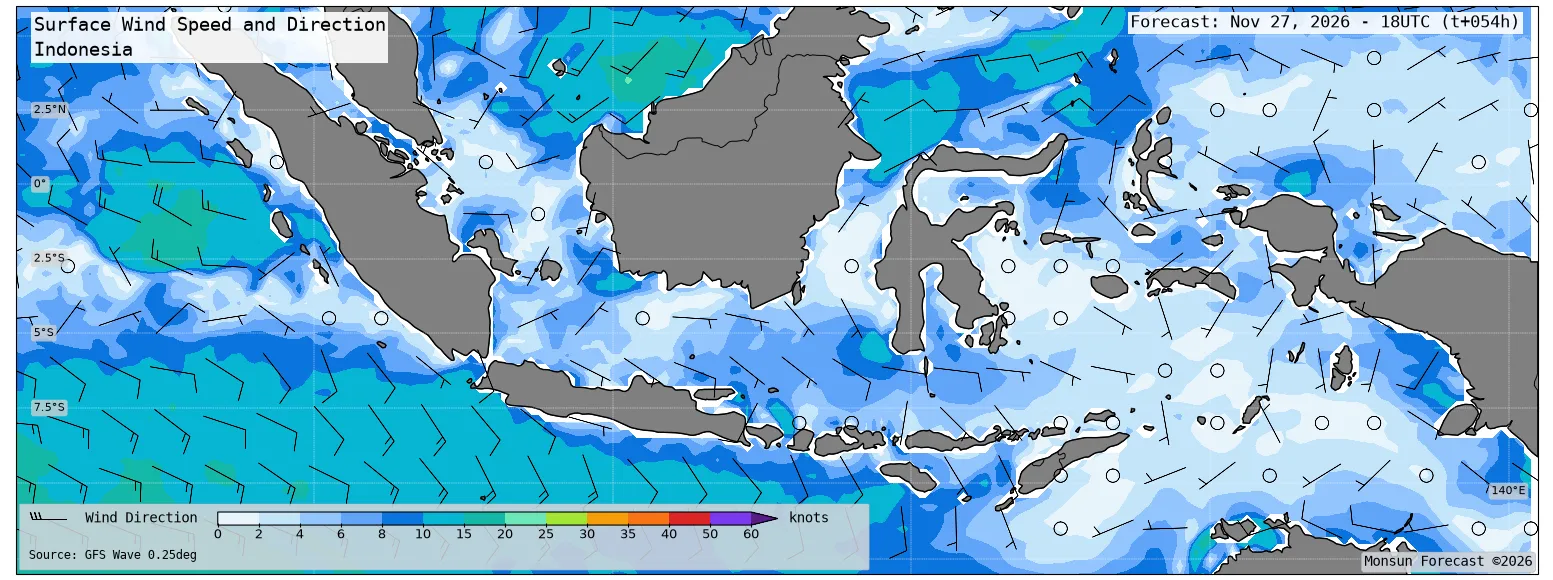 Surface Wind Speed and Direction
Indonesia
Forecast: Nov 27, 2026 - 18UTC (t+054h)
2.5°N
0°
2.5°S
5°S
7.5°S
140°E
Wind Direction
0 2 4 6 8 10 15 20 25 30 35 40 50 60
knots
Source: GFS Wave 0.25deg
Monsun Forecast ©2026